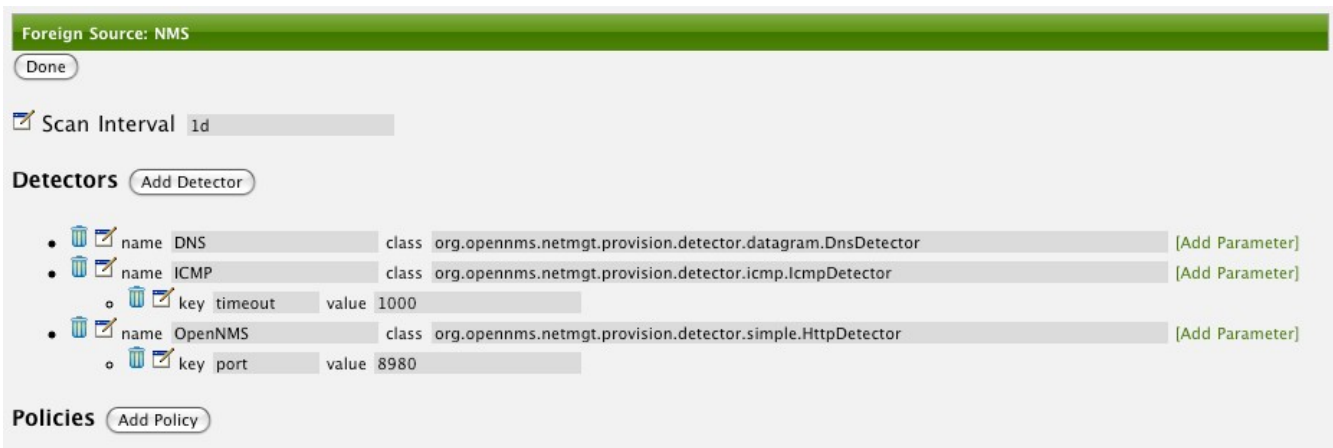 Foreign Source: NMS
Done
Scan Interval 1d
Detectors Add Detector
name DNS class org.opennms.netmgt.provision.detector.datagram.DnsDetector [Add Parameter]
name ICMP class org.opennms.netmgt.provision.detector.icmp.IcmpDetector [Add Parameter]
key timeout value 1000
name OpenNMS class org.opennms.netmgt.provision.detector.simple.HttpDetector [Add Parameter]
key port value 8980
Policies Add Policy